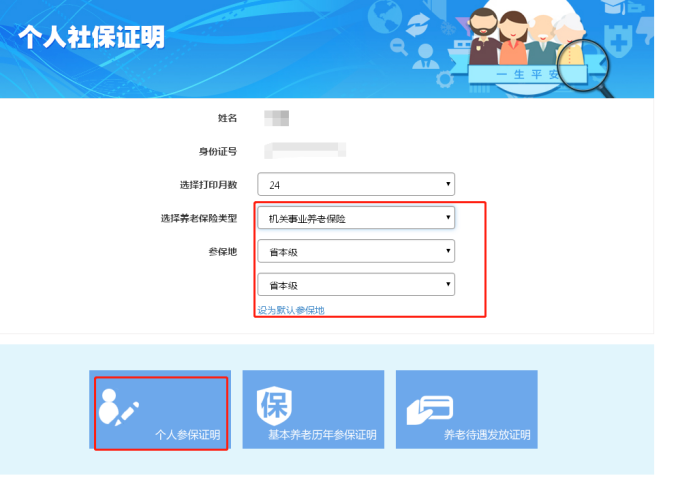 个人社保证明
一生平安
姓名
身份证号
选择打印月数 24
选择养老保险类型 机关事业养老保险
参保地 省本级
省本级
设为默认参保地
保
个人参保证明 基本养老历年参保证明 养老待遇发放证明